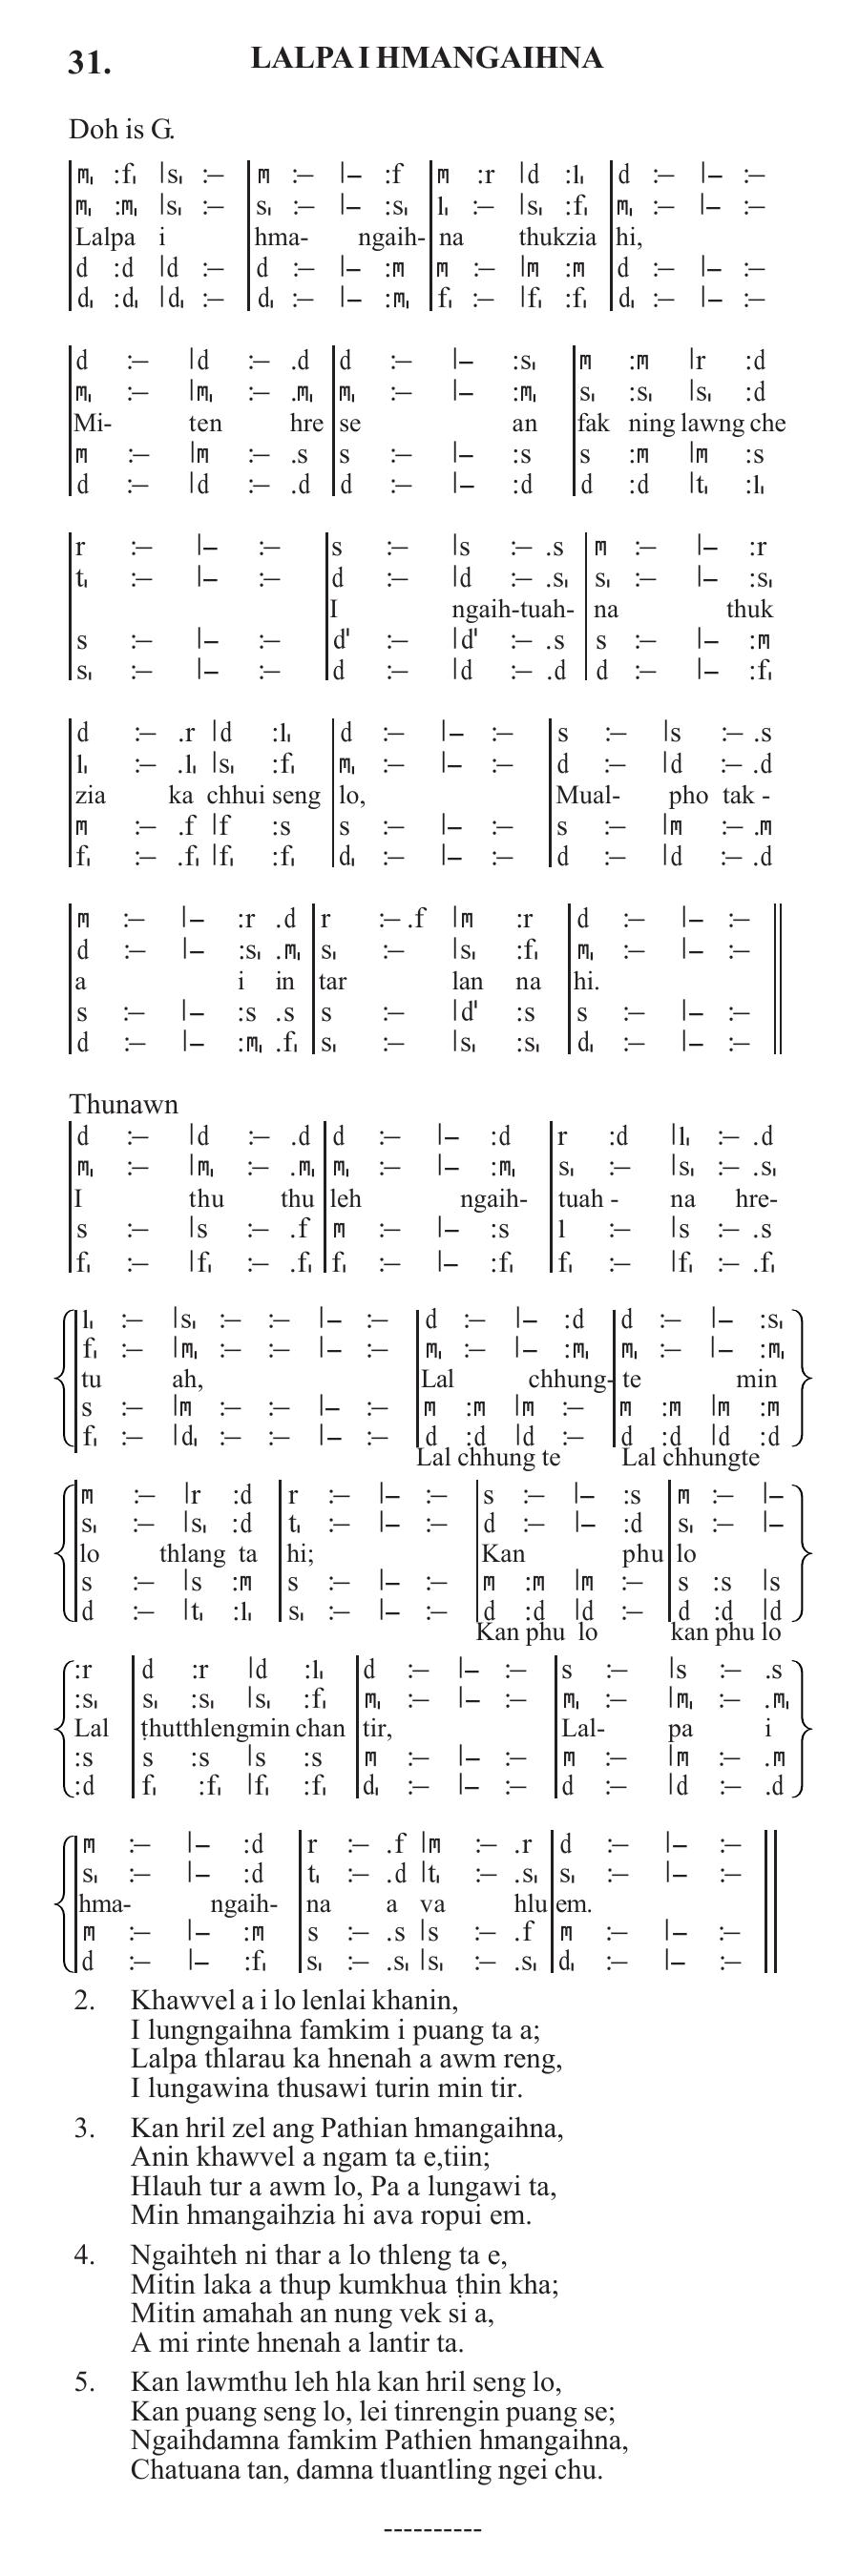 31. LALPA I HMANGAIHNA
Doh is G.
|m, :f, |s, :– |m :– |– :f |m :r |d :l, |d :– |– :–
|m, :m, |s, :– |s, :– |– :s, |l, :– |s, :f, |m, :– |– :–
Lalpa i hma- ngaih- na thukzia hi,
|d :d |d :– |d :– |– :m |m :– |m :m |d :– |– :–
|d, :d, |d, :– |d, :– |– :m, |f, :– |f, :f, |d, :– |– :–
|d :– |d :– .d |d :– |– :s, |m :m |r :d
|m, :– |m, :– .m, |m, :– |– :m, |s, :s, |s, :d
Mi- ten hre se an fak ning lawng che
|m :– |m :– .s |s :– |– :s |s :m |m :s
|d :– |d :– .d |d :– |– :d |d :d |t, :l,
|r :– |– :– |s :– |s :– .s |m :– |– :r
|t, :– |– :– |d :– |d :– .s, |s, :– |– :s,
I ngaih-tuah- na thuk
|s :– |– :– |d' :– |d' :– .s |s :– |– :m
|s, :– |– :– |d :– |d :– .d |d :– |– :f,
|d :– .r |d :l, |d :– |– :– |s :– |s :– .s
|l, :– .l, |s, :f, |m, :– |– :– |d :– |d :– .d
zia ka chhui seng lo, Mual- pho tak -
|m :– .f |f :s |s :– |– :– |s :– |m :– .m
|f, :– .f, |f, :f, |d, :– |– :– |d :– |d :– .d
|m :– |– :r .d |r :– .f |m :r |d :– |– :– ||
|d :– |– :s, .m, |s, :– |s, :f, |m, :– |– :– ||
a i in tar lan na hi.
|s :– |– :s .s |s :– |d' :s |s :– |– :– ||
|d :– |– :m, .f, |s, :– |s, :s, |d, :– |– :– ||
Thunawn
|d :– |d :– .d |d :– |– :d |r :d |l, :– .d
|m, :– |m, :– .m, |m, :– |– :m, |s, :– |s, :– .s,
I thu thu leh ngaih- tuah - na hre-
|s :– |s :– .f |m :– |– :s |l :– |s :– .s
|f, :– |f, :– .f, |f, :– |– :f, |f, :– |f, :– .f,
|l, :– |s, :– :– |– :– |d :– |– :d |d :– |– :s,
|f, :– |m, :– :– |– :– |m, :– |– :m, |m, :– |– :m,
tu ah, Lal chhung- te min
|s :– |m :– :– |– :– |m :m |m :– |m :m |m :m
|f, :– |d, :– :– |– :– |d :d |d :– |d :d |d :d
Lal chhung te Lal chhungte
|m :– |r :d |r :– |– :– |s :– |– :s |m :– |–
|s, :– |s, :d |t, :– |– :– |d :– |– :d |s, :– |–
lo thlang ta hi; Kan phu lo
|s :– |s :m |s :– |– :– |m :m |m :– |s :s |s
|d :– |t, :l, |s, :– |– :– |d :d |d :– |d :d |d
Kan phu lo kan phu lo
:r |d :r |d :l, |d :– |– :– |s :– |s :– .s
:s, |s, :s, |s, :f, |m, :– |– :– |m, :– |m, :– .m,
Lal ṭhutthlengmin chan tir, Lal- pa i
:s |s :s |s :s |m :– |– :– |m :– |m :– .m
:d |f, :f, |f, :f, |d, :– |– :– |d :– |d :– .d
|m :– |– :d |r :– .f |m :– .r |d :– |– :– ||
|s, :– |– :d |t, :– .d |t, :– .s, |s, :– |– :– ||
hma- ngaih- na a va hlu em.
|m :– |– :m |s :– .s |s :– .f |m :– |– :– ||
|d :– |– :f, |s, :– .s, |s, :– .s, |d, :– |– :– ||
2. Khawvel a i lo lenlai khanin,
I lungngaihna famkim i puang ta a;
Lalpa thlarau ka hnenah a awm reng,
I lungawina thusawi turin min tir.
3. Kan hril zel ang Pathian hmangaihna,
Anin khawvel a ngam ta e,tiin;
Hlauh tur a awm lo, Pa a lungawi ta,
Min hmangaihzia hi ava ropui em.
4. Ngaihteh ni thar a lo thleng ta e,
Mitin laka a thup kumkhua ṭhin kha;
Mitin amahah an nung vek si a,
A mi rinte hnenah a lantir ta.
5. Kan lawmthu leh hla kan hril seng lo,
Kan puang seng lo, lei tinrengin puang se;
Ngaihdamna famkim Pathien hmangaihna,
Chatuana tan, damna tluantling ngei chu.
----------